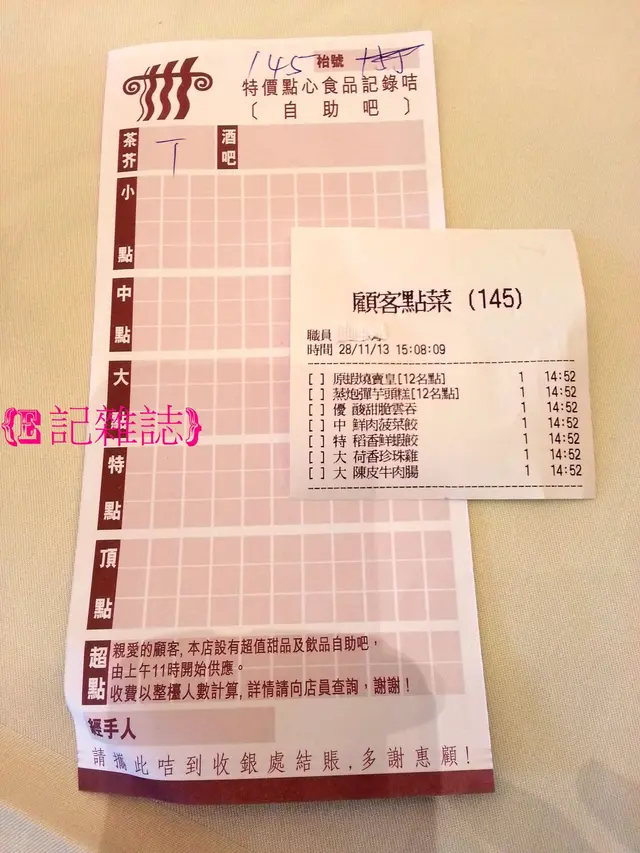 145 枱號
特價點心食品記錄咭
〔自助吧〕
茶芥 T 酒吧
小點
中點
大
特點
頂點
超點
親愛的顧客, 本店設有超值甜品及飲品自助吧，
由上午11時開始供應。
收費以整檯人數計算, 詳情請向店員查詢，謝謝！
經手人
請攜此咭到收銀處結賬, 多謝惠顧!
{E記雜誌}
顧客點菜 (145)
職員
時間 28/11/13 15:08:09
[ ] 原蝦燒賣皇[12名點] 1 14:52
[ ] 蒸炮彈芋頭糕[12名點] 1 14:52
[ ] 優 酸甜脆雲吞 1 14:52
[ ] 中 鮮肉菠菜餃 1 14:52
[ ] 特 稻香鮮蝦餃 1 14:52
[ ] 大 荷香珍珠雞 1 14:52
[ ] 大 陳皮牛肉腸 1 14:52